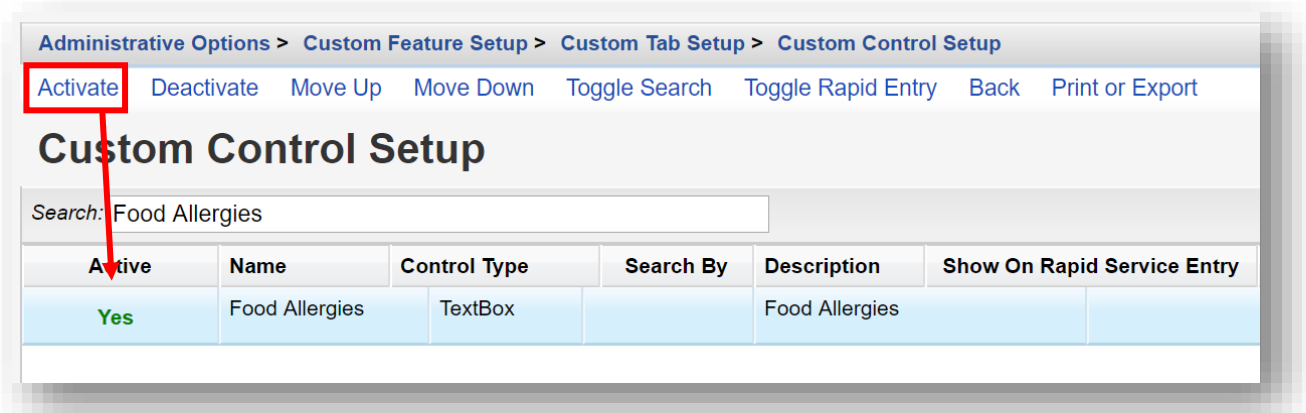 Administrative Options > Custom Feature Setup > Custom Tab Setup > Custom Control Setup
Activate Deactivate Move Up Move Down Toggle Search Toggle Rapid Entry Back Print or Export
Custom Control Setup
Search: Food Allergies
Active Name Control Type Search By Description Show On Rapid Service Entry
Yes Food Allergies TextBox Food Allergies